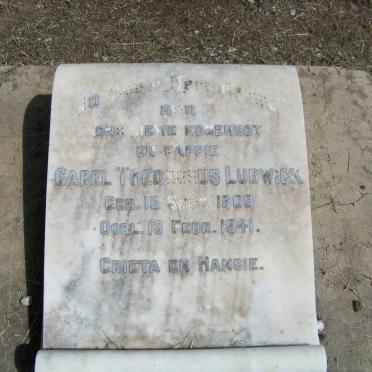 AAN
ONS LIEWE EGGENOOT
EN PAPPIE
CAREL THEODORUS LUDWICK
GEB. 15 SEPT. 1909
OORL. 13 FEBR. 1941.
GRIETA EN HANSIE.